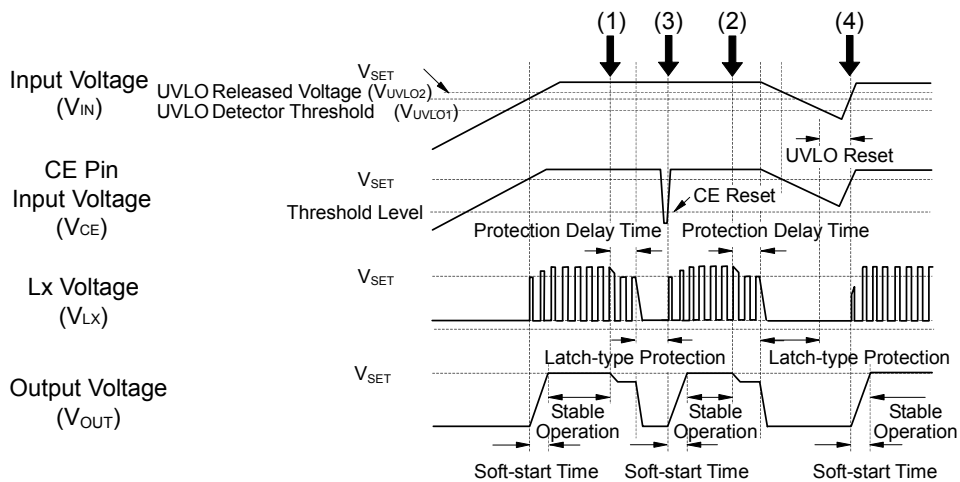 (1) (3) (2) (4)
Input Voltage
(VIN)
VSET
UVLO Released Voltage (VUVLO2)
UVLO Detector Threshold (VUVLO1)
UVLO Reset
CE Pin
Input Voltage
(VCE)
VSET
Threshold Level
CE Reset
Protection Delay Time Protection Delay Time
Lx Voltage
(VLX)
VSET
Latch-type Protection Latch-type Protection
Output Voltage
(VOUT)
VSET
Stable Stable Stable
Operation Operation Operation
Soft-start Time Soft-start Time Soft-start Time